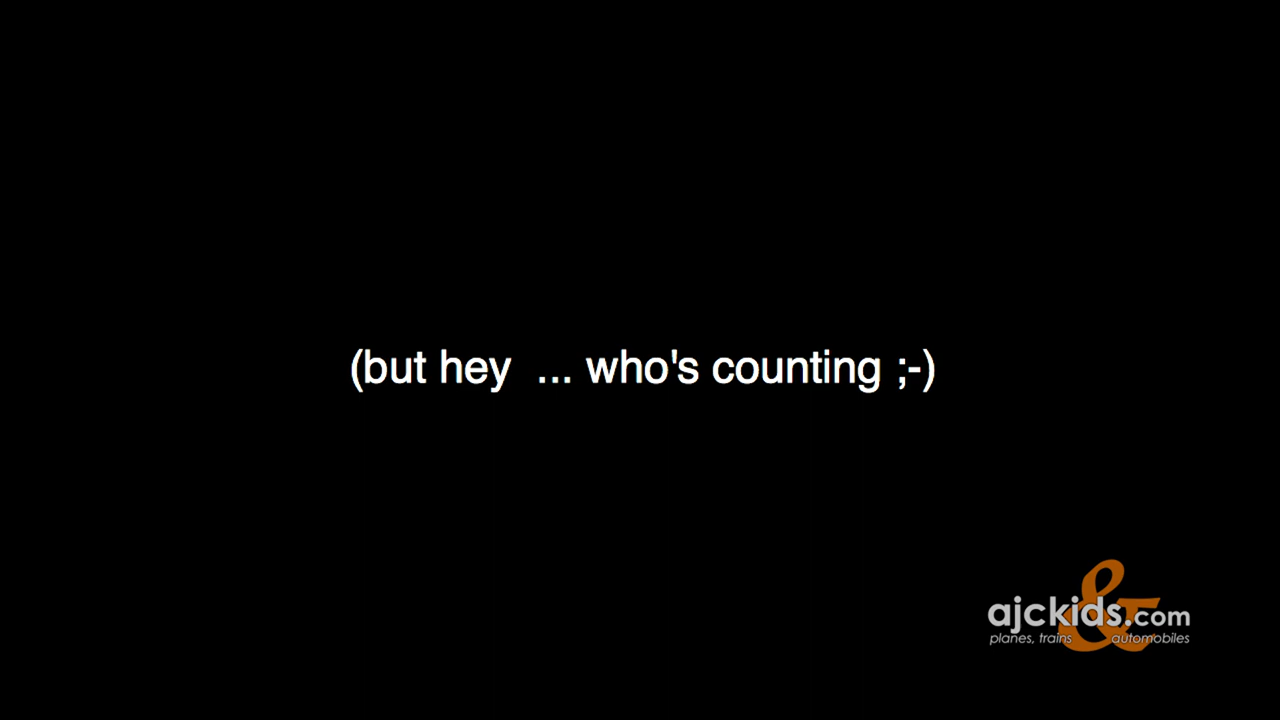 (but hey  ... who's counting ;-)
&
ajckids.com
planes, trains automobiles